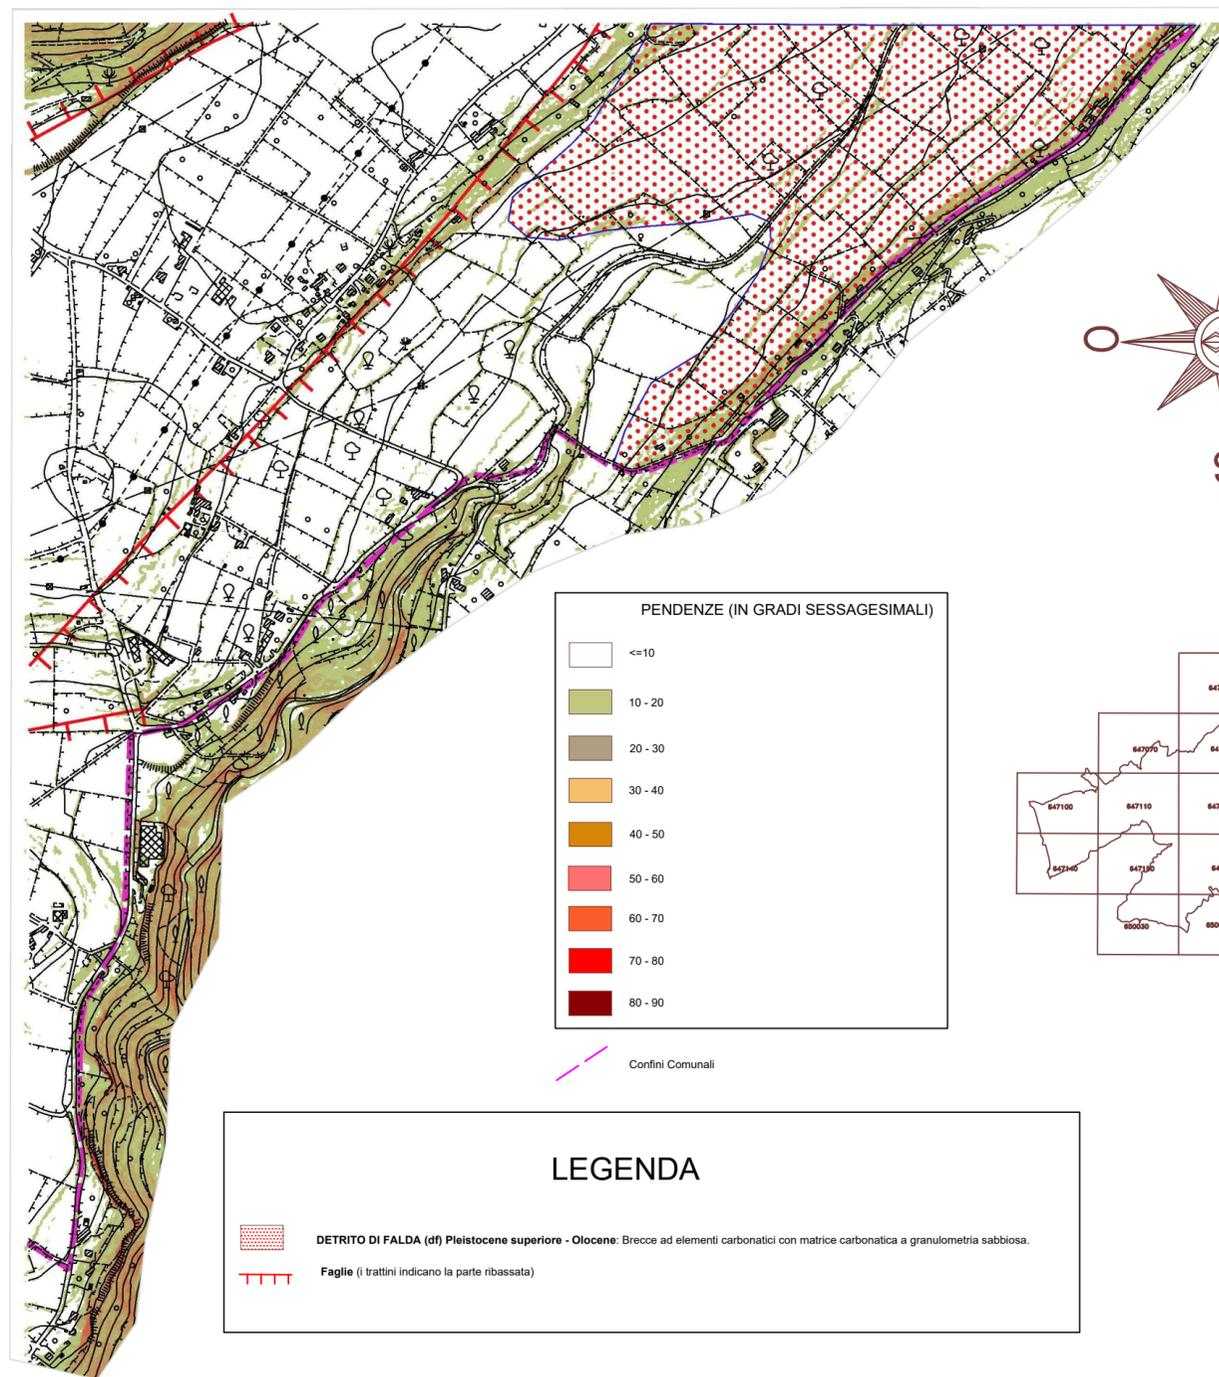 O
PENDENZE (IN GRADI SESSAGESIMALI)
<=10
10 - 20
20 - 30
30 - 40
40 - 50
50 - 60
60 - 70
70 - 80
80 - 90
647070
647100
647110
647140
647150
650030
Confini Comunali
LEGENDA
DETRITO DI FALDA (df) Pleistocene superiore - Olocene: Brecce ad elementi carbonatici con matrice carbonatica a granulometria sabbiosa.
Faglie (i trattini indicano la parte ribassata)